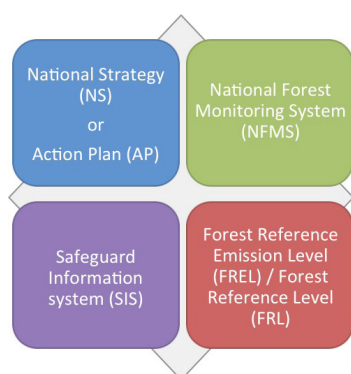 National Strategy
(NS)
or
Action Plan (AP)
National Forest
Monitoring System
(NFMS)
Safeguard
Information
system (SIS)
Forest Reference
Emission Level
(FREL) / Forest
Reference Level
(FRL)